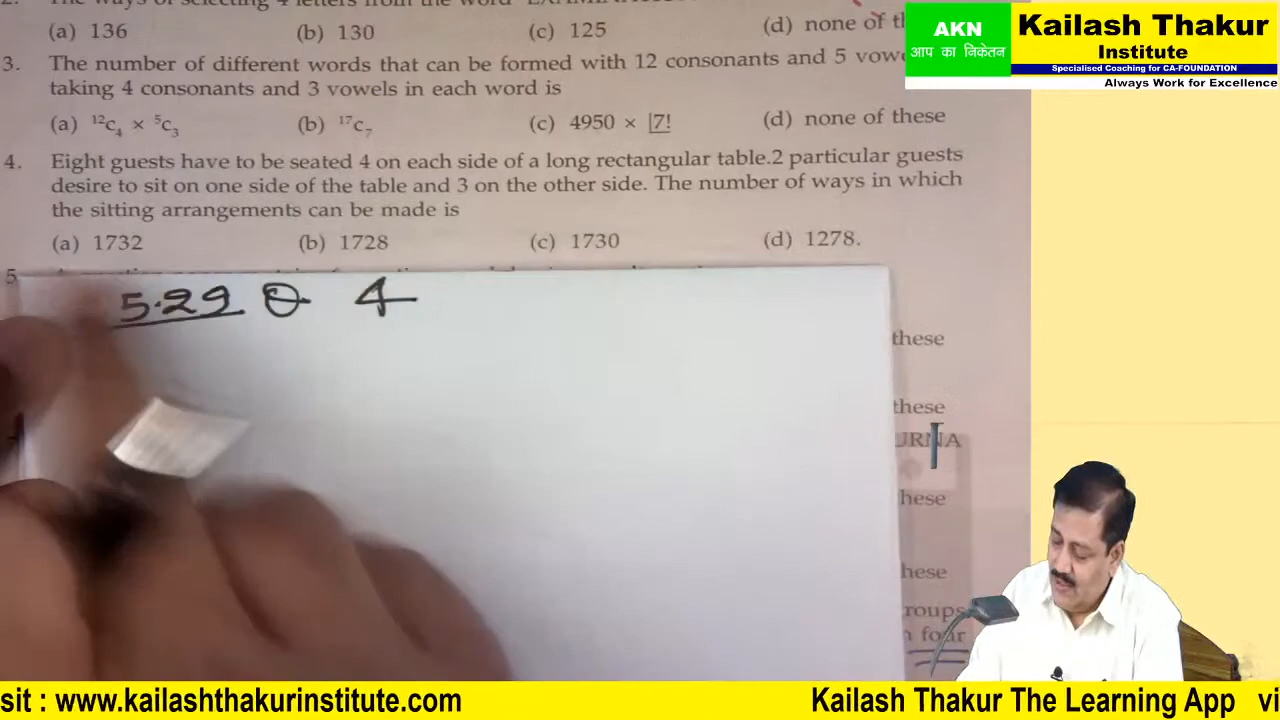 (a) 136 (b) 130 (c) 125 (d) none of
3. The number of different words that can be formed with 12 consonants and 5
taking 4 consonants and 3 vowels in each word is
(a) ¹²c₄ × ⁵c₃ (b) ¹⁷c₇ (c) 4950 × |7! (d) none of these
4. Eight guests have to be seated 4 on each side of a long rectangular table.2 particular guests
desire to sit on one side of the table and 3 on the other side. The number of ways in which
the sitting arrangements can be made is
(a) 1732 (b) 1728 (c) 1730 (d) 1278.
5
5.29 Q 4
these
these
URNA
these
these
groups
four
AKN
आप का निकेतन
Kailash Thakur
Institute
Specialised Coaching for CA-FOUNDATION
Always Work for Excellence
sit : www.kailashthakurinstitute.com Kailash Thakur The Learning App vi